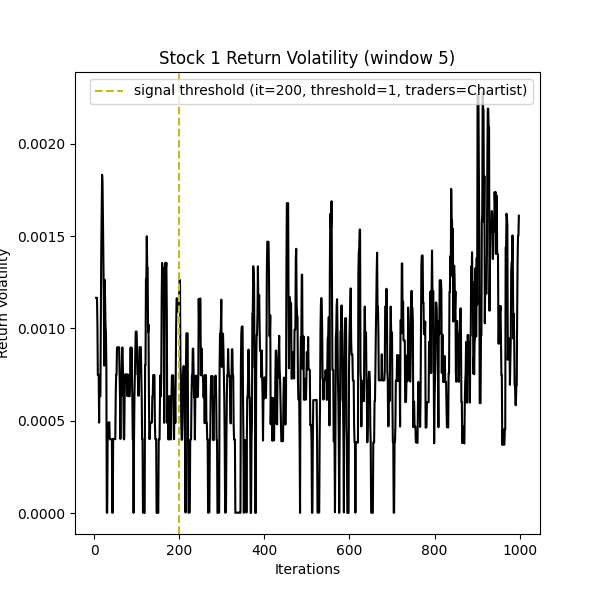 Stock 1 Return Volatility (window 5)
signal threshold (it=200, threshold=1, traders=Chartist)
0.0020
0.0015
0.0010
0.0005
0.0000
Return Volatility
0
200
400
600
800
1000
Iterations